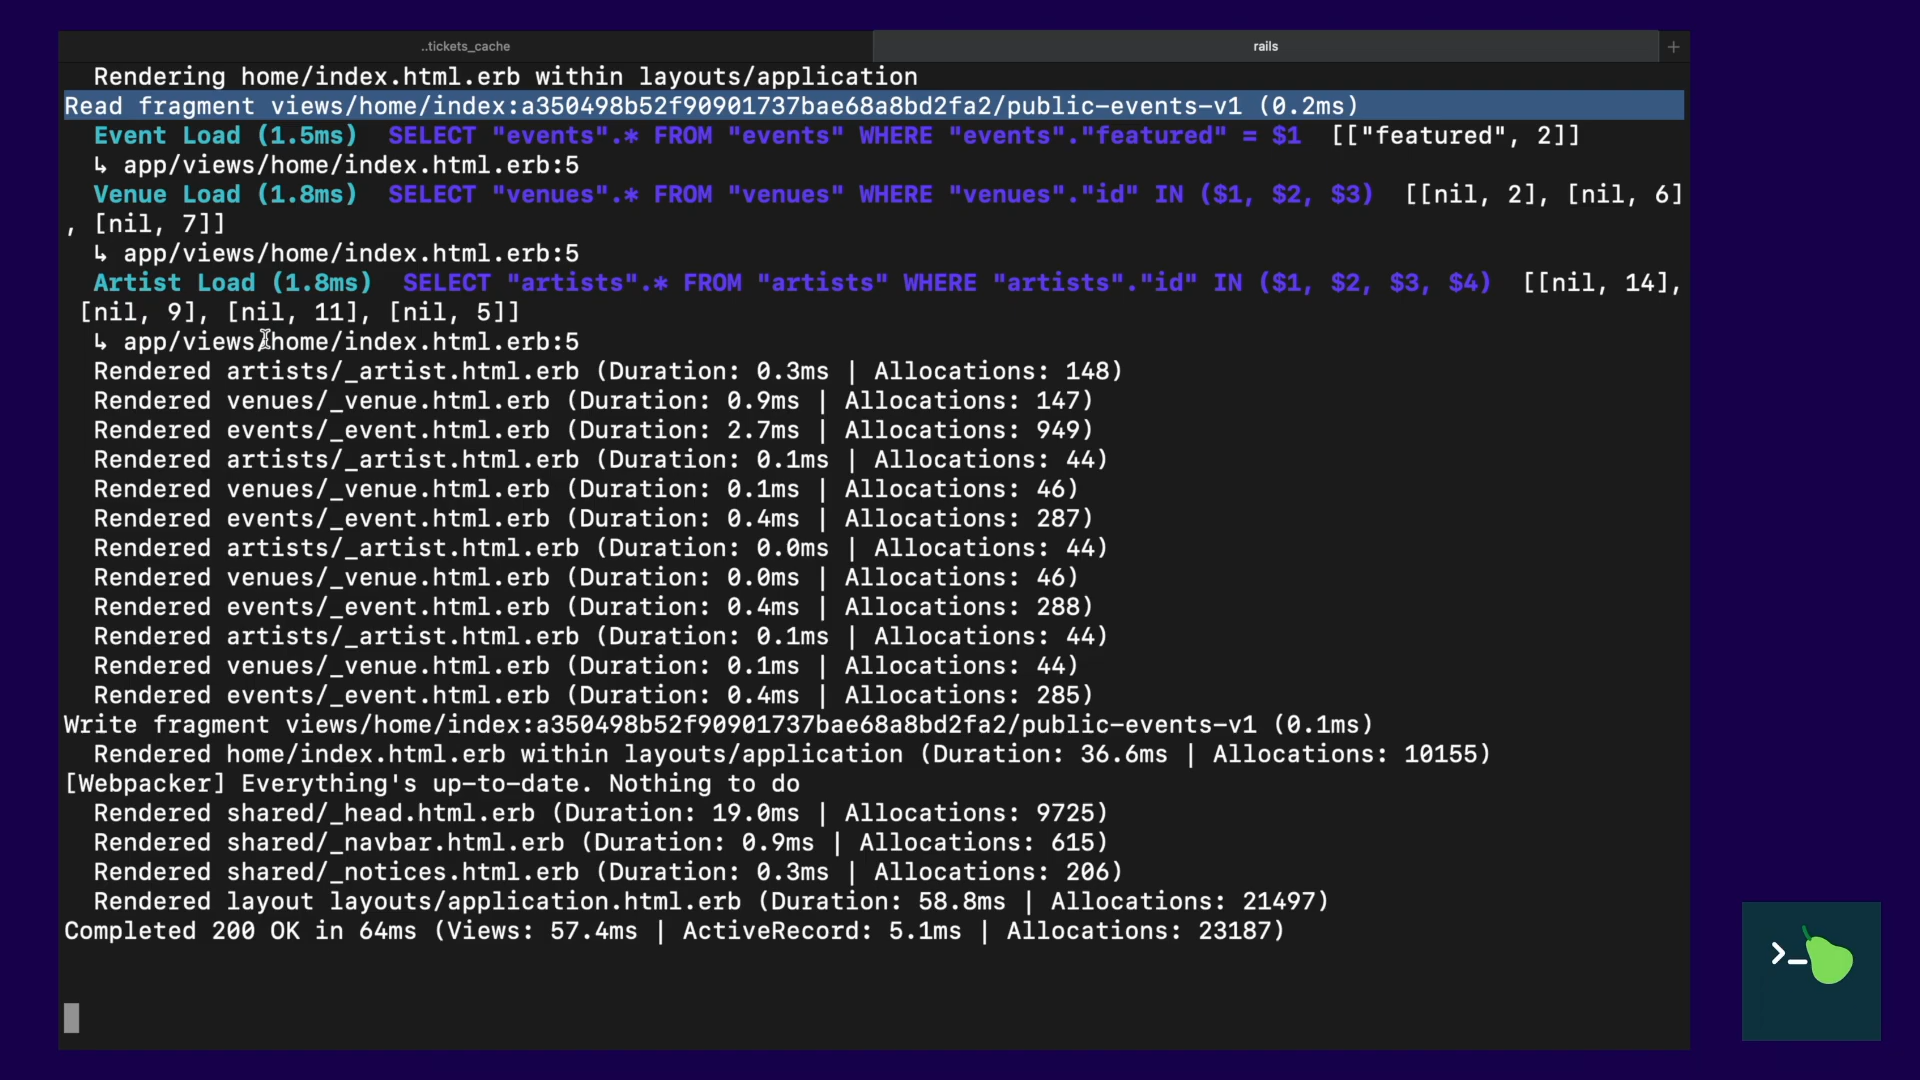 ..tickets_cache
rails
+
Rendering home/index.html.erb within layouts/application
Read fragment views/home/index:a350498b52f90901737bae68a8bd2fa2/public-events-v1 (0.2ms)
Event Load (1.5ms)  SELECT "events".* FROM "events" WHERE "events"."featured" = $1  [["featured", 2]]
↳ app/views/home/index.html.erb:5
Venue Load (1.8ms)  SELECT "venues".* FROM "venues" WHERE "venues"."id" IN ($1, $2, $3)  [[nil, 2], [nil, 6]
, [nil, 7]]
↳ app/views/home/index.html.erb:5
Artist Load (1.8ms)  SELECT "artists".* FROM "artists" WHERE "artists"."id" IN ($1, $2, $3, $4)  [[nil, 14],
[nil, 9], [nil, 11], [nil, 5]]
↳ app/views/home/index.html.erb:5
Rendered artists/_artist.html.erb (Duration: 0.3ms | Allocations: 148)
Rendered venues/_venue.html.erb (Duration: 0.9ms | Allocations: 147)
Rendered events/_event.html.erb (Duration: 2.7ms | Allocations: 949)
Rendered artists/_artist.html.erb (Duration: 0.1ms | Allocations: 44)
Rendered venues/_venue.html.erb (Duration: 0.1ms | Allocations: 46)
Rendered events/_event.html.erb (Duration: 0.4ms | Allocations: 287)
Rendered artists/_artist.html.erb (Duration: 0.0ms | Allocations: 44)
Rendered venues/_venue.html.erb (Duration: 0.0ms | Allocations: 46)
Rendered events/_event.html.erb (Duration: 0.4ms | Allocations: 288)
Rendered artists/_artist.html.erb (Duration: 0.1ms | Allocations: 44)
Rendered venues/_venue.html.erb (Duration: 0.1ms | Allocations: 44)
Rendered events/_event.html.erb (Duration: 0.4ms | Allocations: 285)
Write fragment views/home/index:a350498b52f90901737bae68a8bd2fa2/public-events-v1 (0.1ms)
Rendered home/index.html.erb within layouts/application (Duration: 36.6ms | Allocations: 10155)
[Webpacker] Everything's up-to-date. Nothing to do
Rendered shared/_head.html.erb (Duration: 19.0ms | Allocations: 9725)
Rendered shared/_navbar.html.erb (Duration: 0.9ms | Allocations: 615)
Rendered shared/_notices.html.erb (Duration: 0.3ms | Allocations: 206)
Rendered layout layouts/application.html.erb (Duration: 58.8ms | Allocations: 21497)
Completed 200 OK in 64ms (Views: 57.4ms | ActiveRecord: 5.1ms | Allocations: 23187)
>_